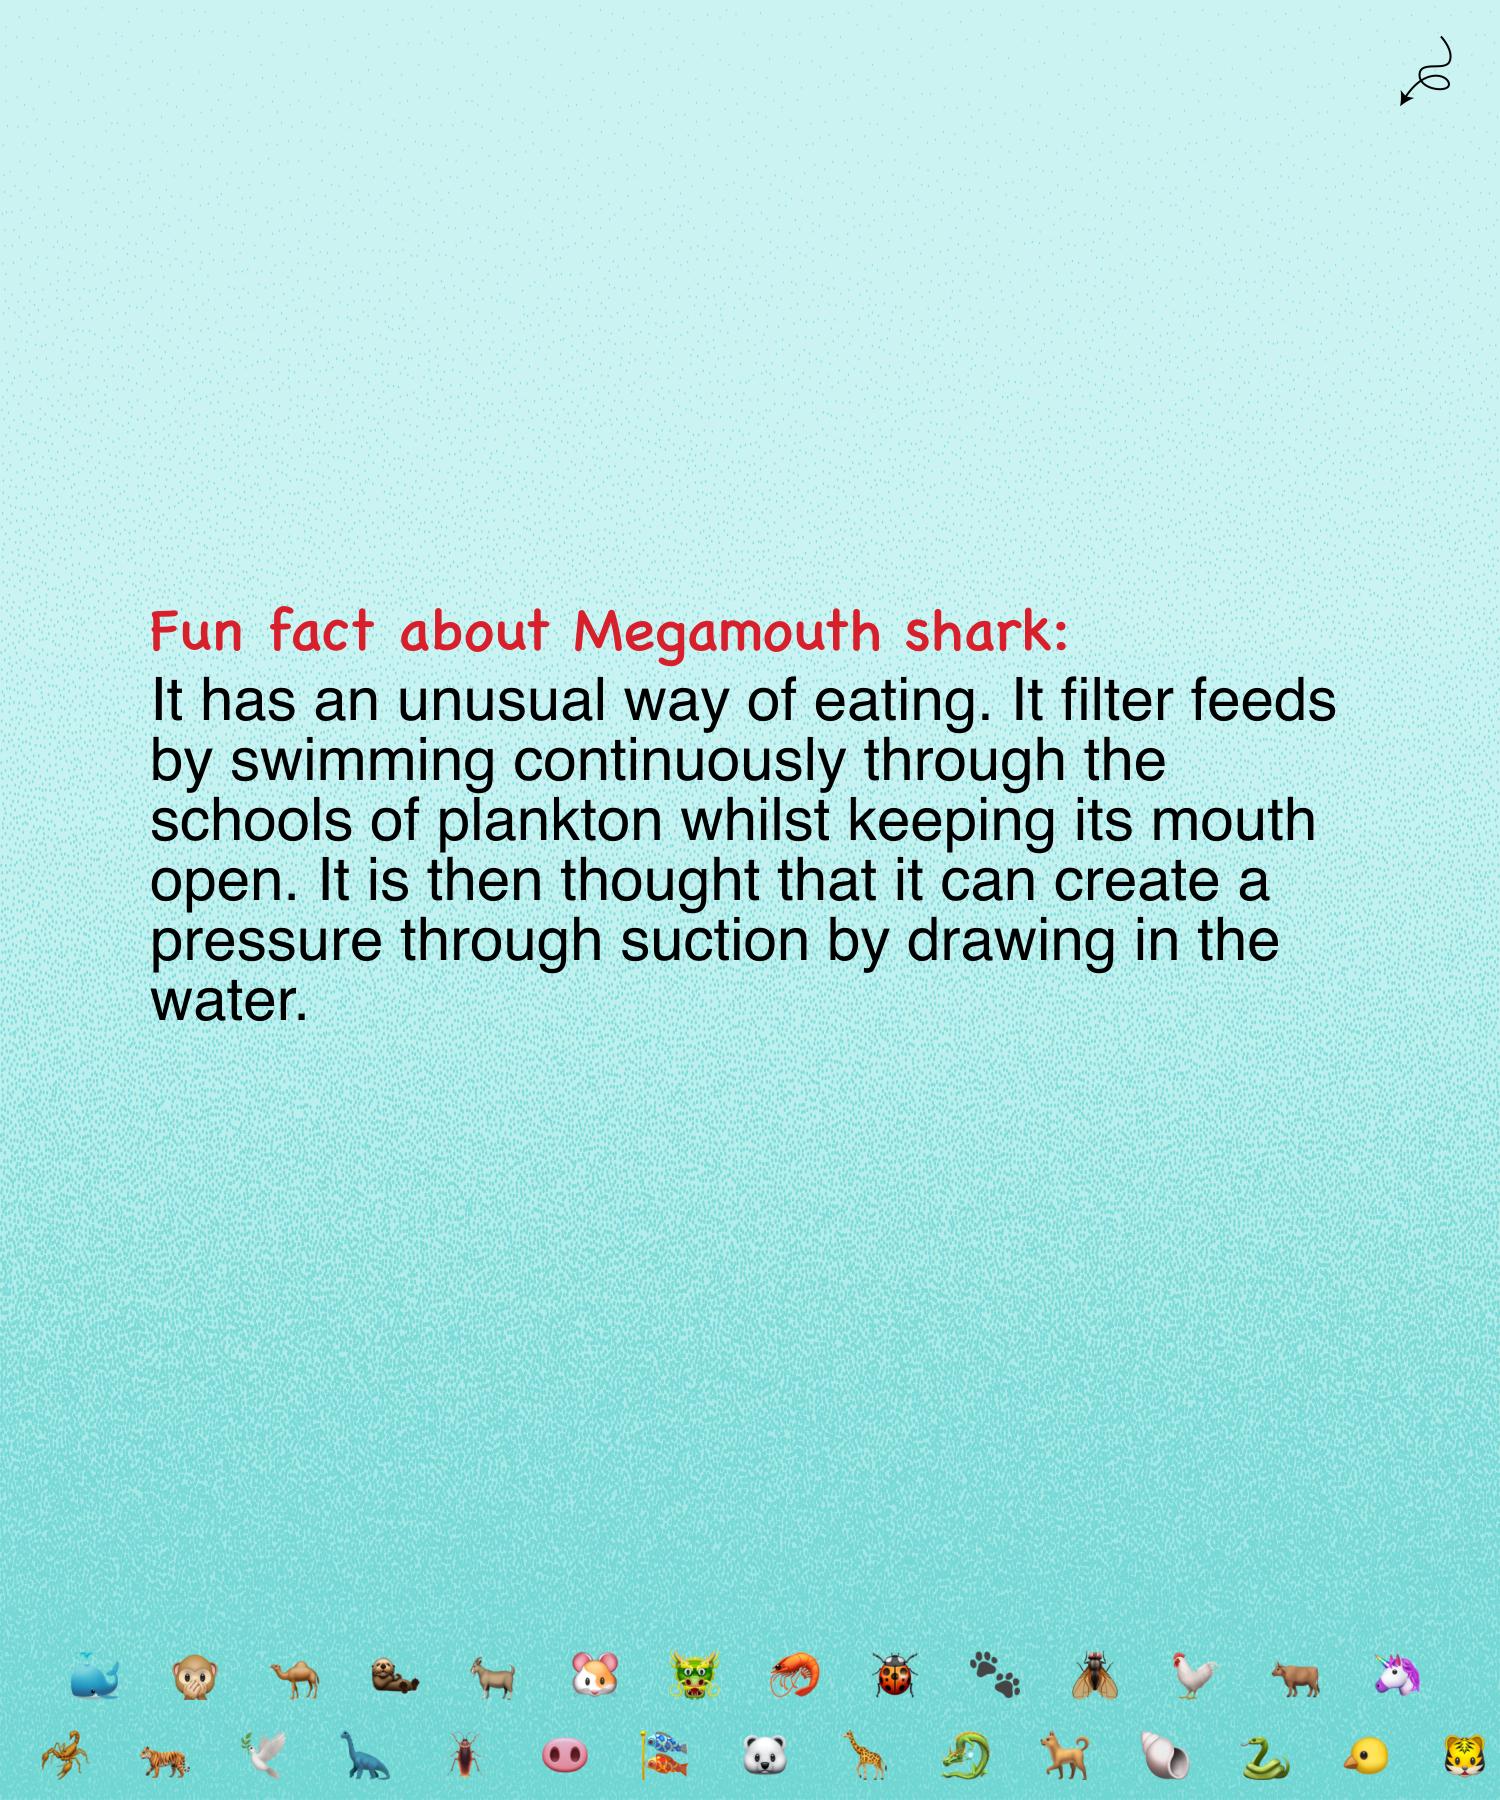 Fun fact about Megamouth shark:
It has an unusual way of eating. It filter feeds
by swimming continuously through the
schools of plankton whilst keeping its mouth
open. It is then thought that it can create a
pressure through suction by drawing in the
water.